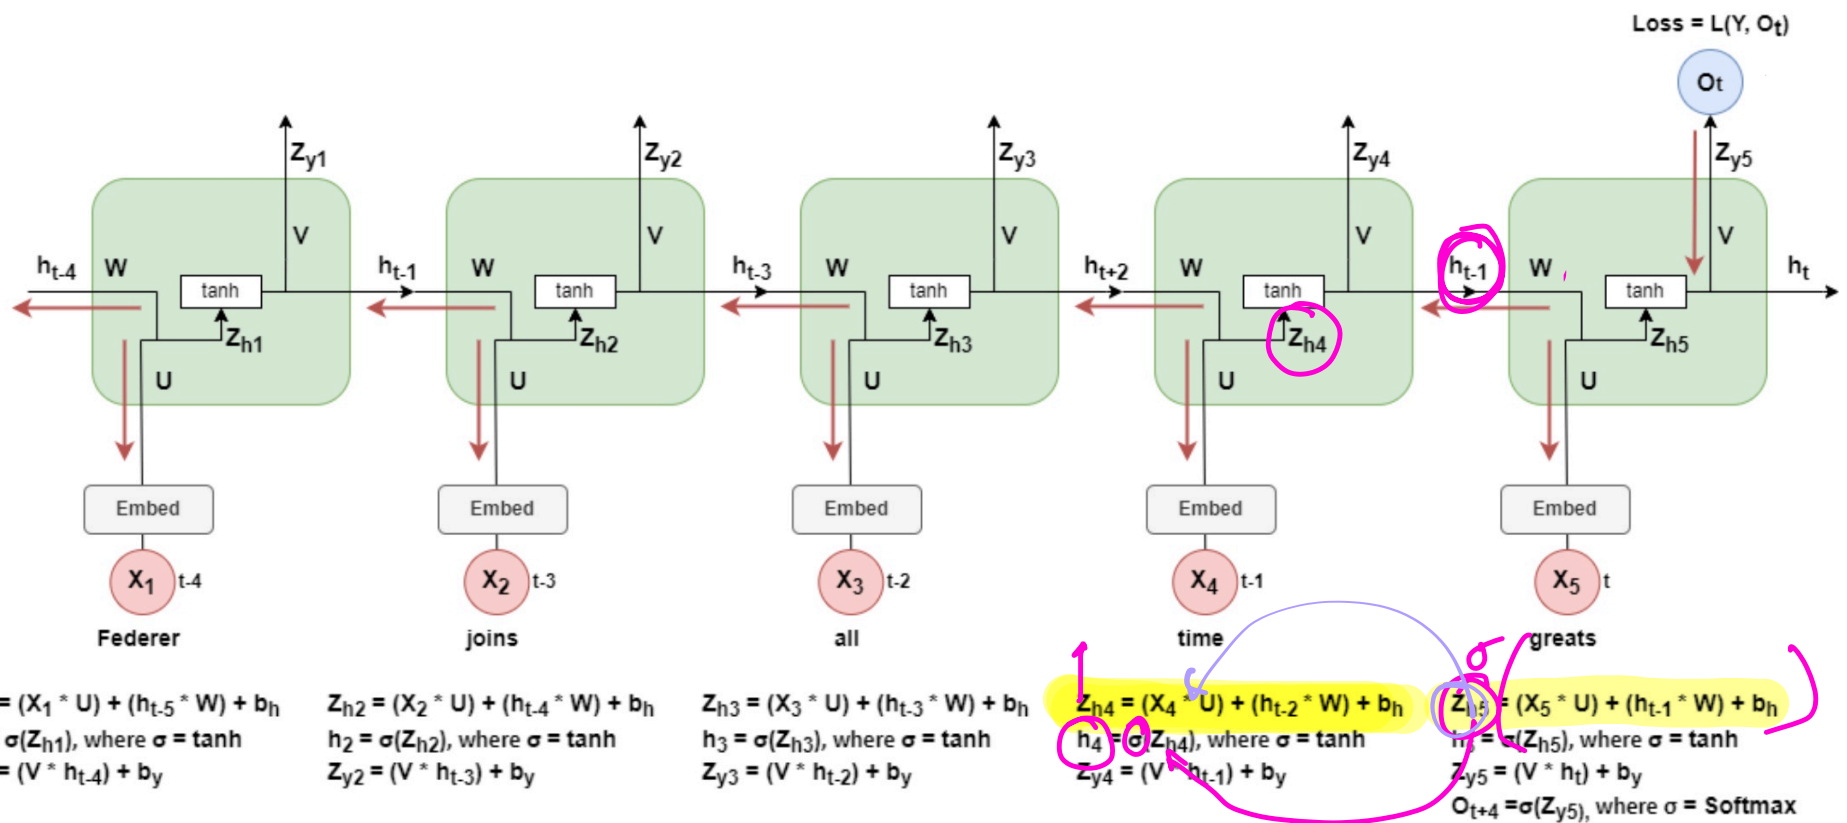 Loss = L(Y, Ot)
Ot
Zy1 Zy2 Zy3 Zy4 Zy5
V V V V V
ht-4 W ht-1 W ht-3 W ht+2 W ht-1 W ht
tanh tanh tanh tanh tanh
Zh1 Zh2 Zh3 Zh4 Zh5
U U U U U
Embed Embed Embed Embed Embed
X1 t-4 X2 t-3 X3 t-2 X4 t-1 X5 t
Federer joins all time greats
σ
= (X1 * U) + (ht-5 * W) + bh
σ(Zh1), where σ = tanh
= (V * ht-4) + by
Zh2 = (X2 * U) + (ht-4 * W) + bh
h2 = σ(Zh2), where σ = tanh
Zy2 = (V * ht-3) + by
Zh3 = (X3 * U) + (ht-3 * W) + bh
h3 = σ(Zh3), where σ = tanh
Zy3 = (V * ht-2) + by
Zh4 = (X4 * U) + (ht-2 * W) + bh
h4 = σ(Zh4), where σ = tanh
Zy4 = (V * ht-1) + by
Zh5 = (X5 * U) + (ht-1 * W) + bh
= σ(Zh5), where σ = tanh
Zy5 = (V * ht) + by
Ot+4 =σ(Zy5), where σ = Softmax